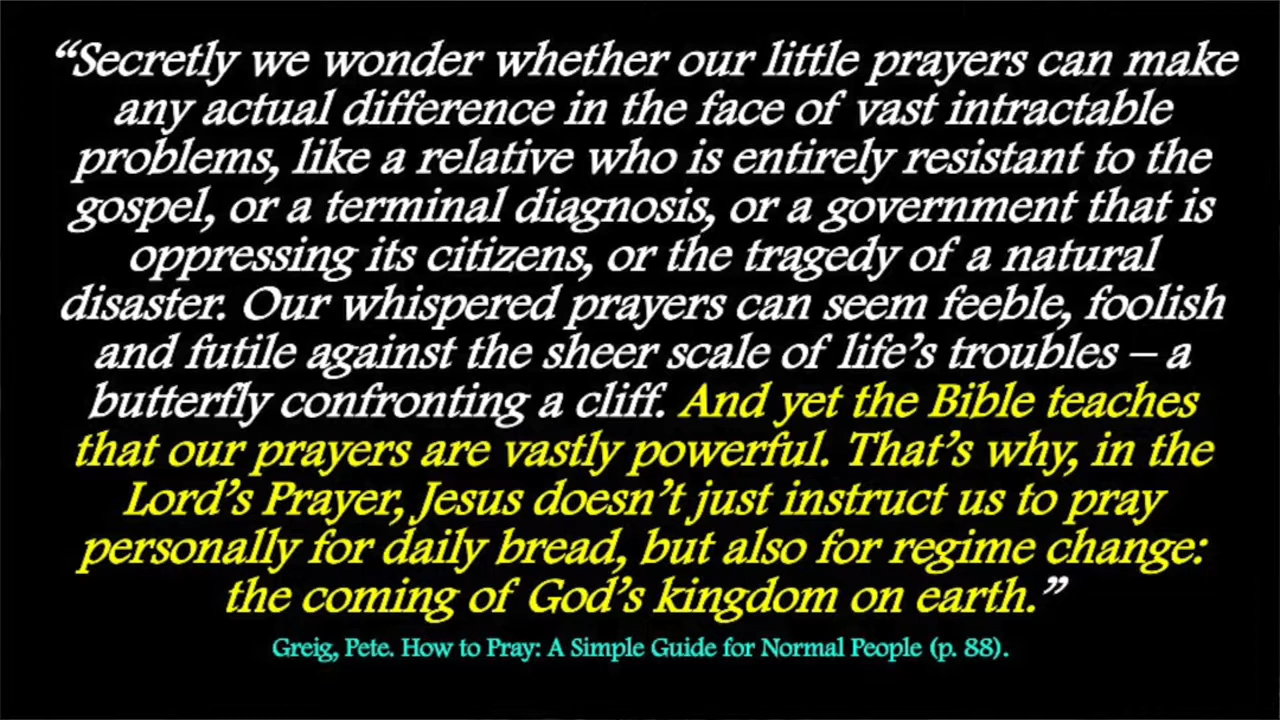 “Secretly we wonder whether our little prayers can make
any actual difference in the face of vast intractable
problems, like a relative who is entirely resistant to the
gospel, or a terminal diagnosis, or a government that is
oppressing its citizens, or the tragedy of a natural
disaster. Our whispered prayers can seem feeble, foolish
and futile against the sheer scale of life’s troubles – a
butterfly confronting a cliff. And yet the Bible teaches
that our prayers are vastly powerful. That’s why, in the
Lord’s Prayer, Jesus doesn’t just instruct us to pray
personally for daily bread, but also for regime change:
the coming of God’s kingdom on earth.”
Greig, Pete. How to Pray: A Simple Guide for Normal People (p. 88).